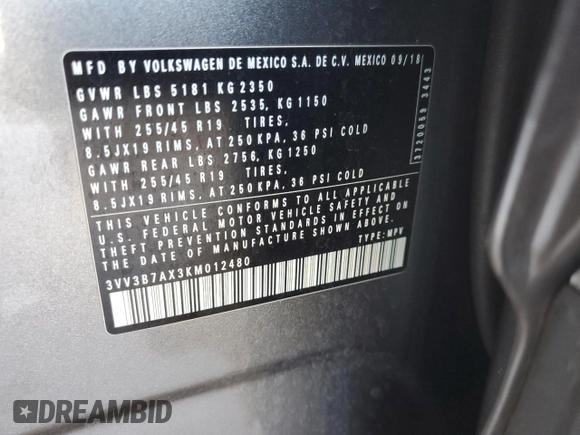 MFD BY VOLKSWAGEN DE MEXICO S.A. DE C.V. MEXICO 09/18
GVWR LBS 5181 KG 2350
GAWR FRONT LBS 2535, KG 1150
WITH 255/45 R19 TIRES,
8.5JX19 RIMS, AT 250 KPA, 36 PSI COLD
GAWR REAR LBS 2756, KG 1250
WITH 255/45 R19 TIRES,
8.5JX19 RIMS, AT 250 KPA, 36 PSI COLD
THIS VEHICLE CONFORMS TO ALL APPLICABLE
U.S. FEDERAL MOTOR VEHICLE SAFETY AND
THEFT PREVENTION STANDARDS IN EFFECT ON
THE DATE OF MANUFACTURE SHOWN ABOVE.
3VV3B7AX3KM012480 TYPE: MPV
3720059 3443
DREAMBID